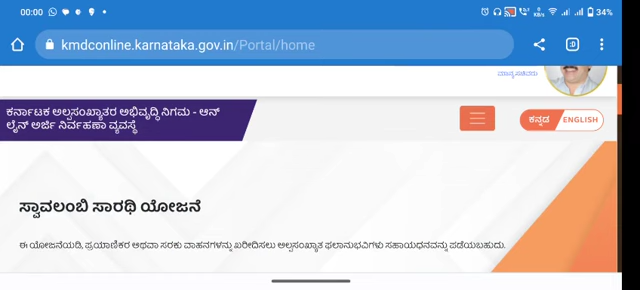 00:00
KB/s
34%
kmdconline.karnataka.gov.in/Portal/home
:D
ಕರ್ನಾಟಕ ಅಲ್ಪಸಂಖ್ಯಾತರ ಅಭಿವೃದ್ಧಿ ನಿಗಮ - ಆನ್
ಲೈನ್ ಅರ್ಜಿ ನಿರ್ವಹಣಾ ವ್ಯವಸ್ಥೆ
ಕನ್ನಡ ENGLISH
ಸ್ವಾವಲಂಬಿ ಸಾರಥಿ ಯೋಜನೆ
ಈ ಯೋಜನೆಯಡಿ, ಪ್ರಯಾಣಿಕರ ಅಥವಾ ಸರಕು ವಾಹನಗಳನ್ನು ಖರೀದಿಸಲು ಅಲ್ಪಸಂಖ್ಯಾತ ಫಲಾನುಭವಿಗಳು ಸಹಾಯಧನವನ್ನು ಪಡೆಯಬಹುದು.